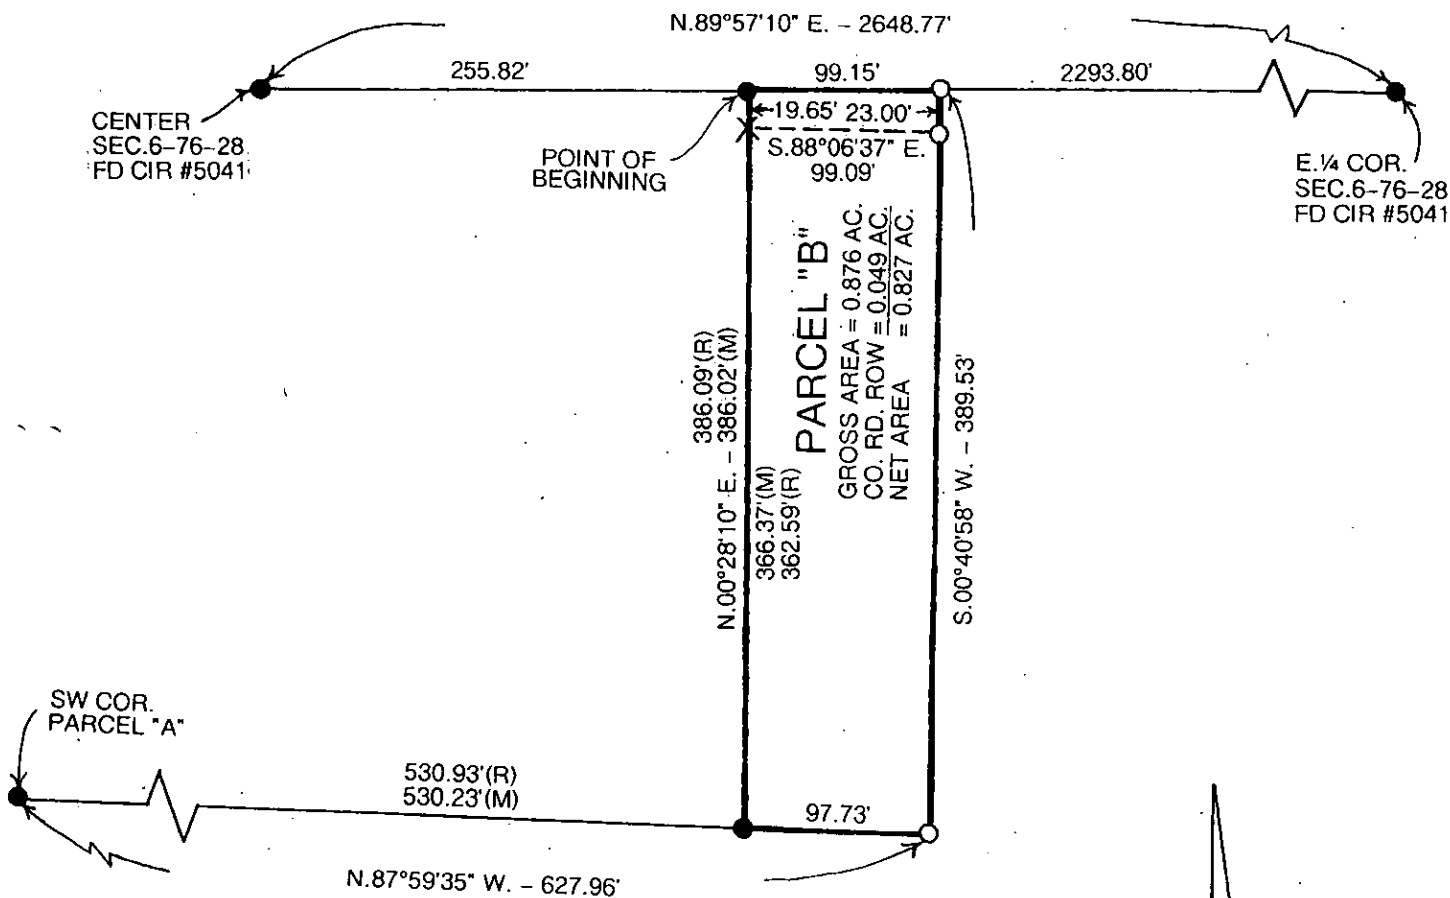 N.89°57'10" E. - 2648.77'
255.82'
99.15'
2293.80'
CENTER
SEC.6-76-28
FD CIR #5041
POINT OF
BEGINNING
19.65' 23.00'
S.88°06'37" E.
99.09'
E.¼ COR.
SEC.6-76-28
FD CIR #5041
386.09'(R)
N.00°28'10" E. - 386.02'(M)
366.37'(M)
362.59'(R)
PARCEL "B"
GROSS AREA = 0.876 AC.
CO. RD. ROW = 0.049 AC.
NET AREA = 0.827 AC.
S.00°40'58" W. - 389.53'
SW COR.
PARCEL "A"
530.93'(R)
530.23'(M)
97.73'
N.87°59'35" W. - 627.96'